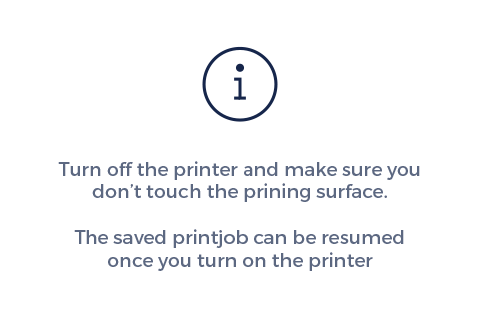 Turn off the printer and make sure you
don't touch the prining surface.
The saved printjob can be resumed
once you turn on the printer